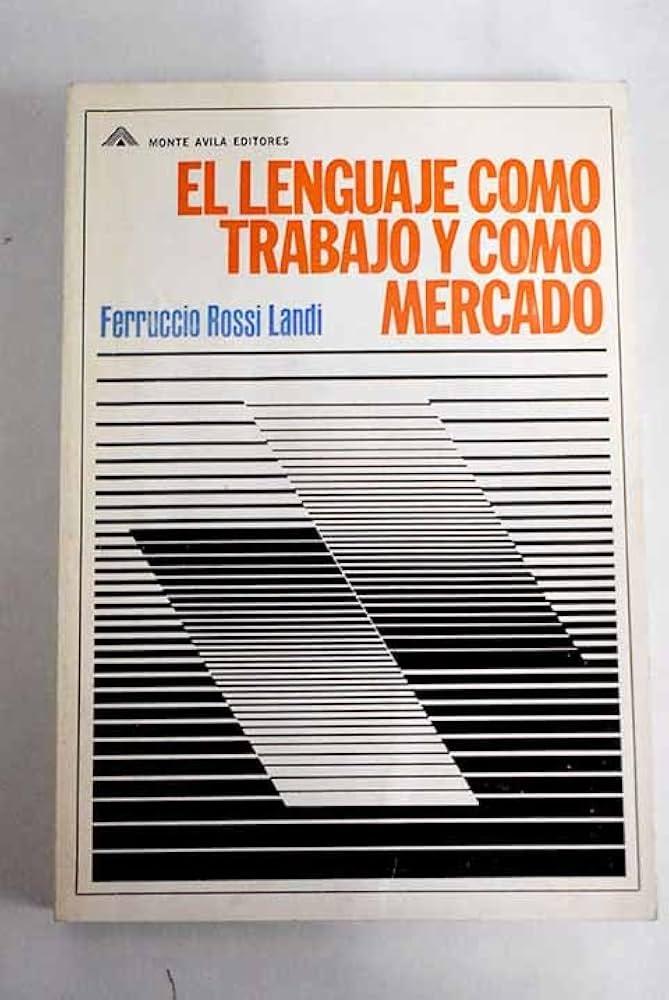 MONTE AVILA EDITORES
EL LENGUAJE COMO
TRABAJO Y COMO
MERCADO
Ferruccio Rossi Landi